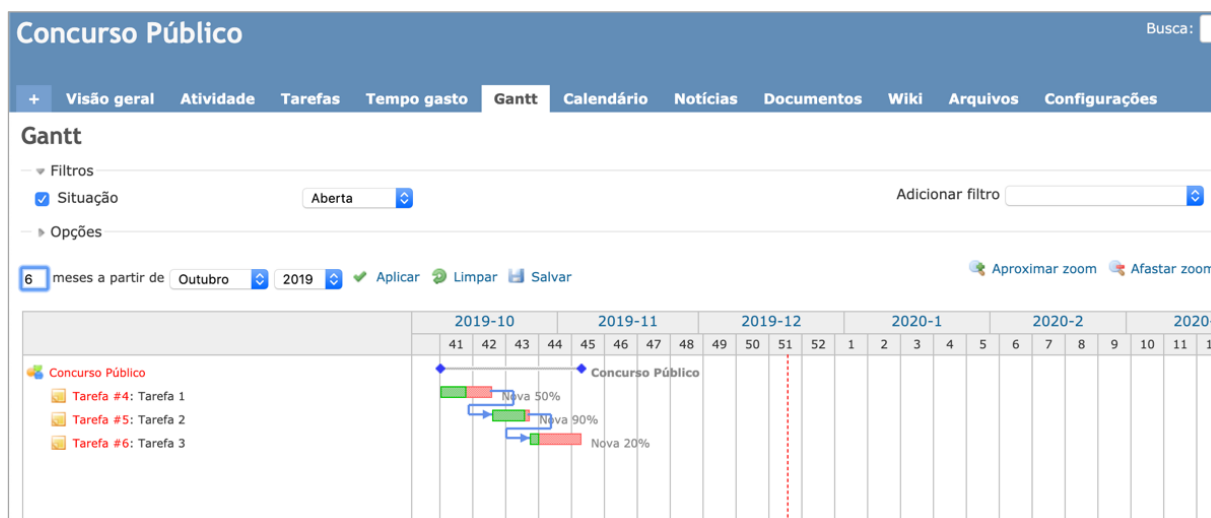 Concurso Público
Busca:
+ Visão geral Atividade Tarefas Tempo gasto Gantt Calendário Notícias Documentos Wiki Arquivos Configurações
Gantt
Filtros
Situação Aberta Adicionar filtro
Opções
6 meses a partir de Outubro 2019 Aplicar Limpar Salvar Aproximar zoom Afastar zoom
2019-10 2019-11 2019-12 2020-1 2020-2 2020-
41 42 43 44 45 46 47 48 49 50 51 52 1 2 3 4 5 6 7 8 9 10 11 1
Concurso Público Concurso Público
Tarefa #4: Tarefa 1 Nova 50%
Tarefa #5: Tarefa 2 Nova 90%
Tarefa #6: Tarefa 3 Nova 20%